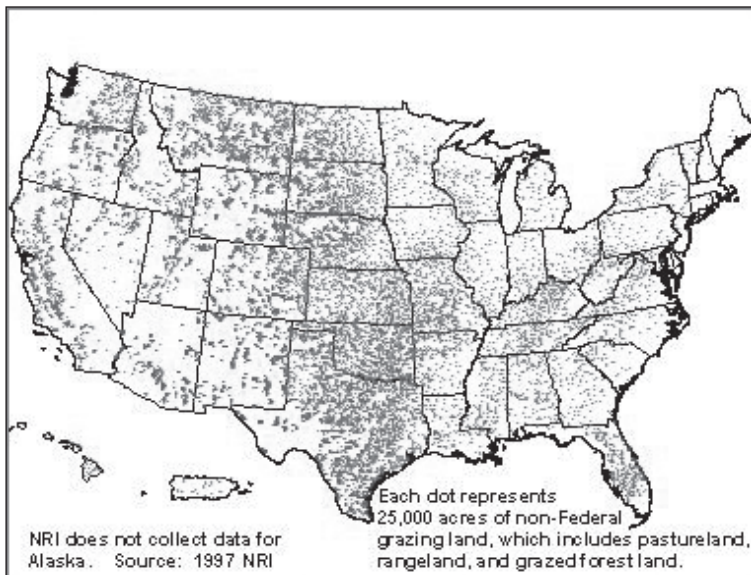 NRI does not collect data for
Alaska. Source: 1997 NRI
Each dot represents
25,000 acres of non-Federal
grazing land, which includes pastureland,
rangeland, and grazed forest land.